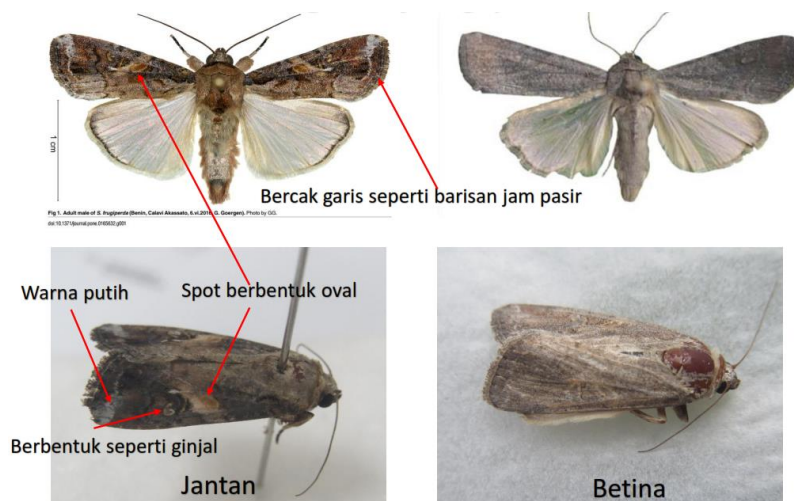 1 cm
Bercak garis seperti barisan jam pasir
Fig 1. Adult male of S. frugiperda (Benin, Calavi Akassato, 6.vi.2016, G. Goergen). Photo by GG.
doi:10.1371/journal.pone.0165632.g001
Warna putih
Spot berbentuk oval
Berbentuk seperti ginjal
Jantan
Betina